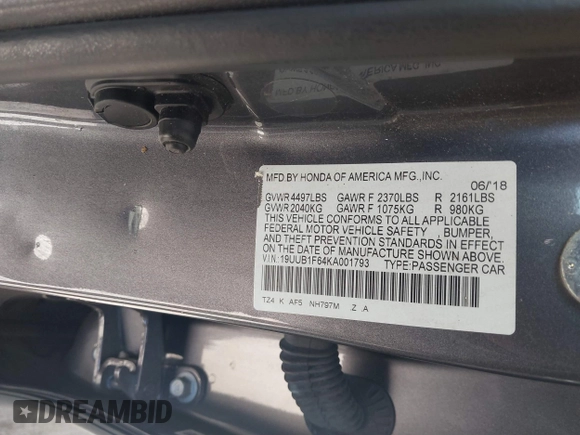 MFD.BY HONDA OF AMERICA MFG.,INC. 06/18
GVWR 4497LBS GAWR F 2370LBS R 2161LBS
GVWR 2040KG GAWR F 1075KG R 980KG
THIS VEHICLE CONFORMS TO ALL APPLICABLE
FEDERAL MOTOR VEHICLE SAFETY , BUMPER,
AND THEFT PREVENTION STANDARDS IN EFFECT
ON THE DATE OF MANUFACTURE SHOWN ABOVE.
VIN: 19UUB1F64KA001793 TYPE:PASSENGER CAR
TZ4 K AF5 NH797M Z A
DREAMBID